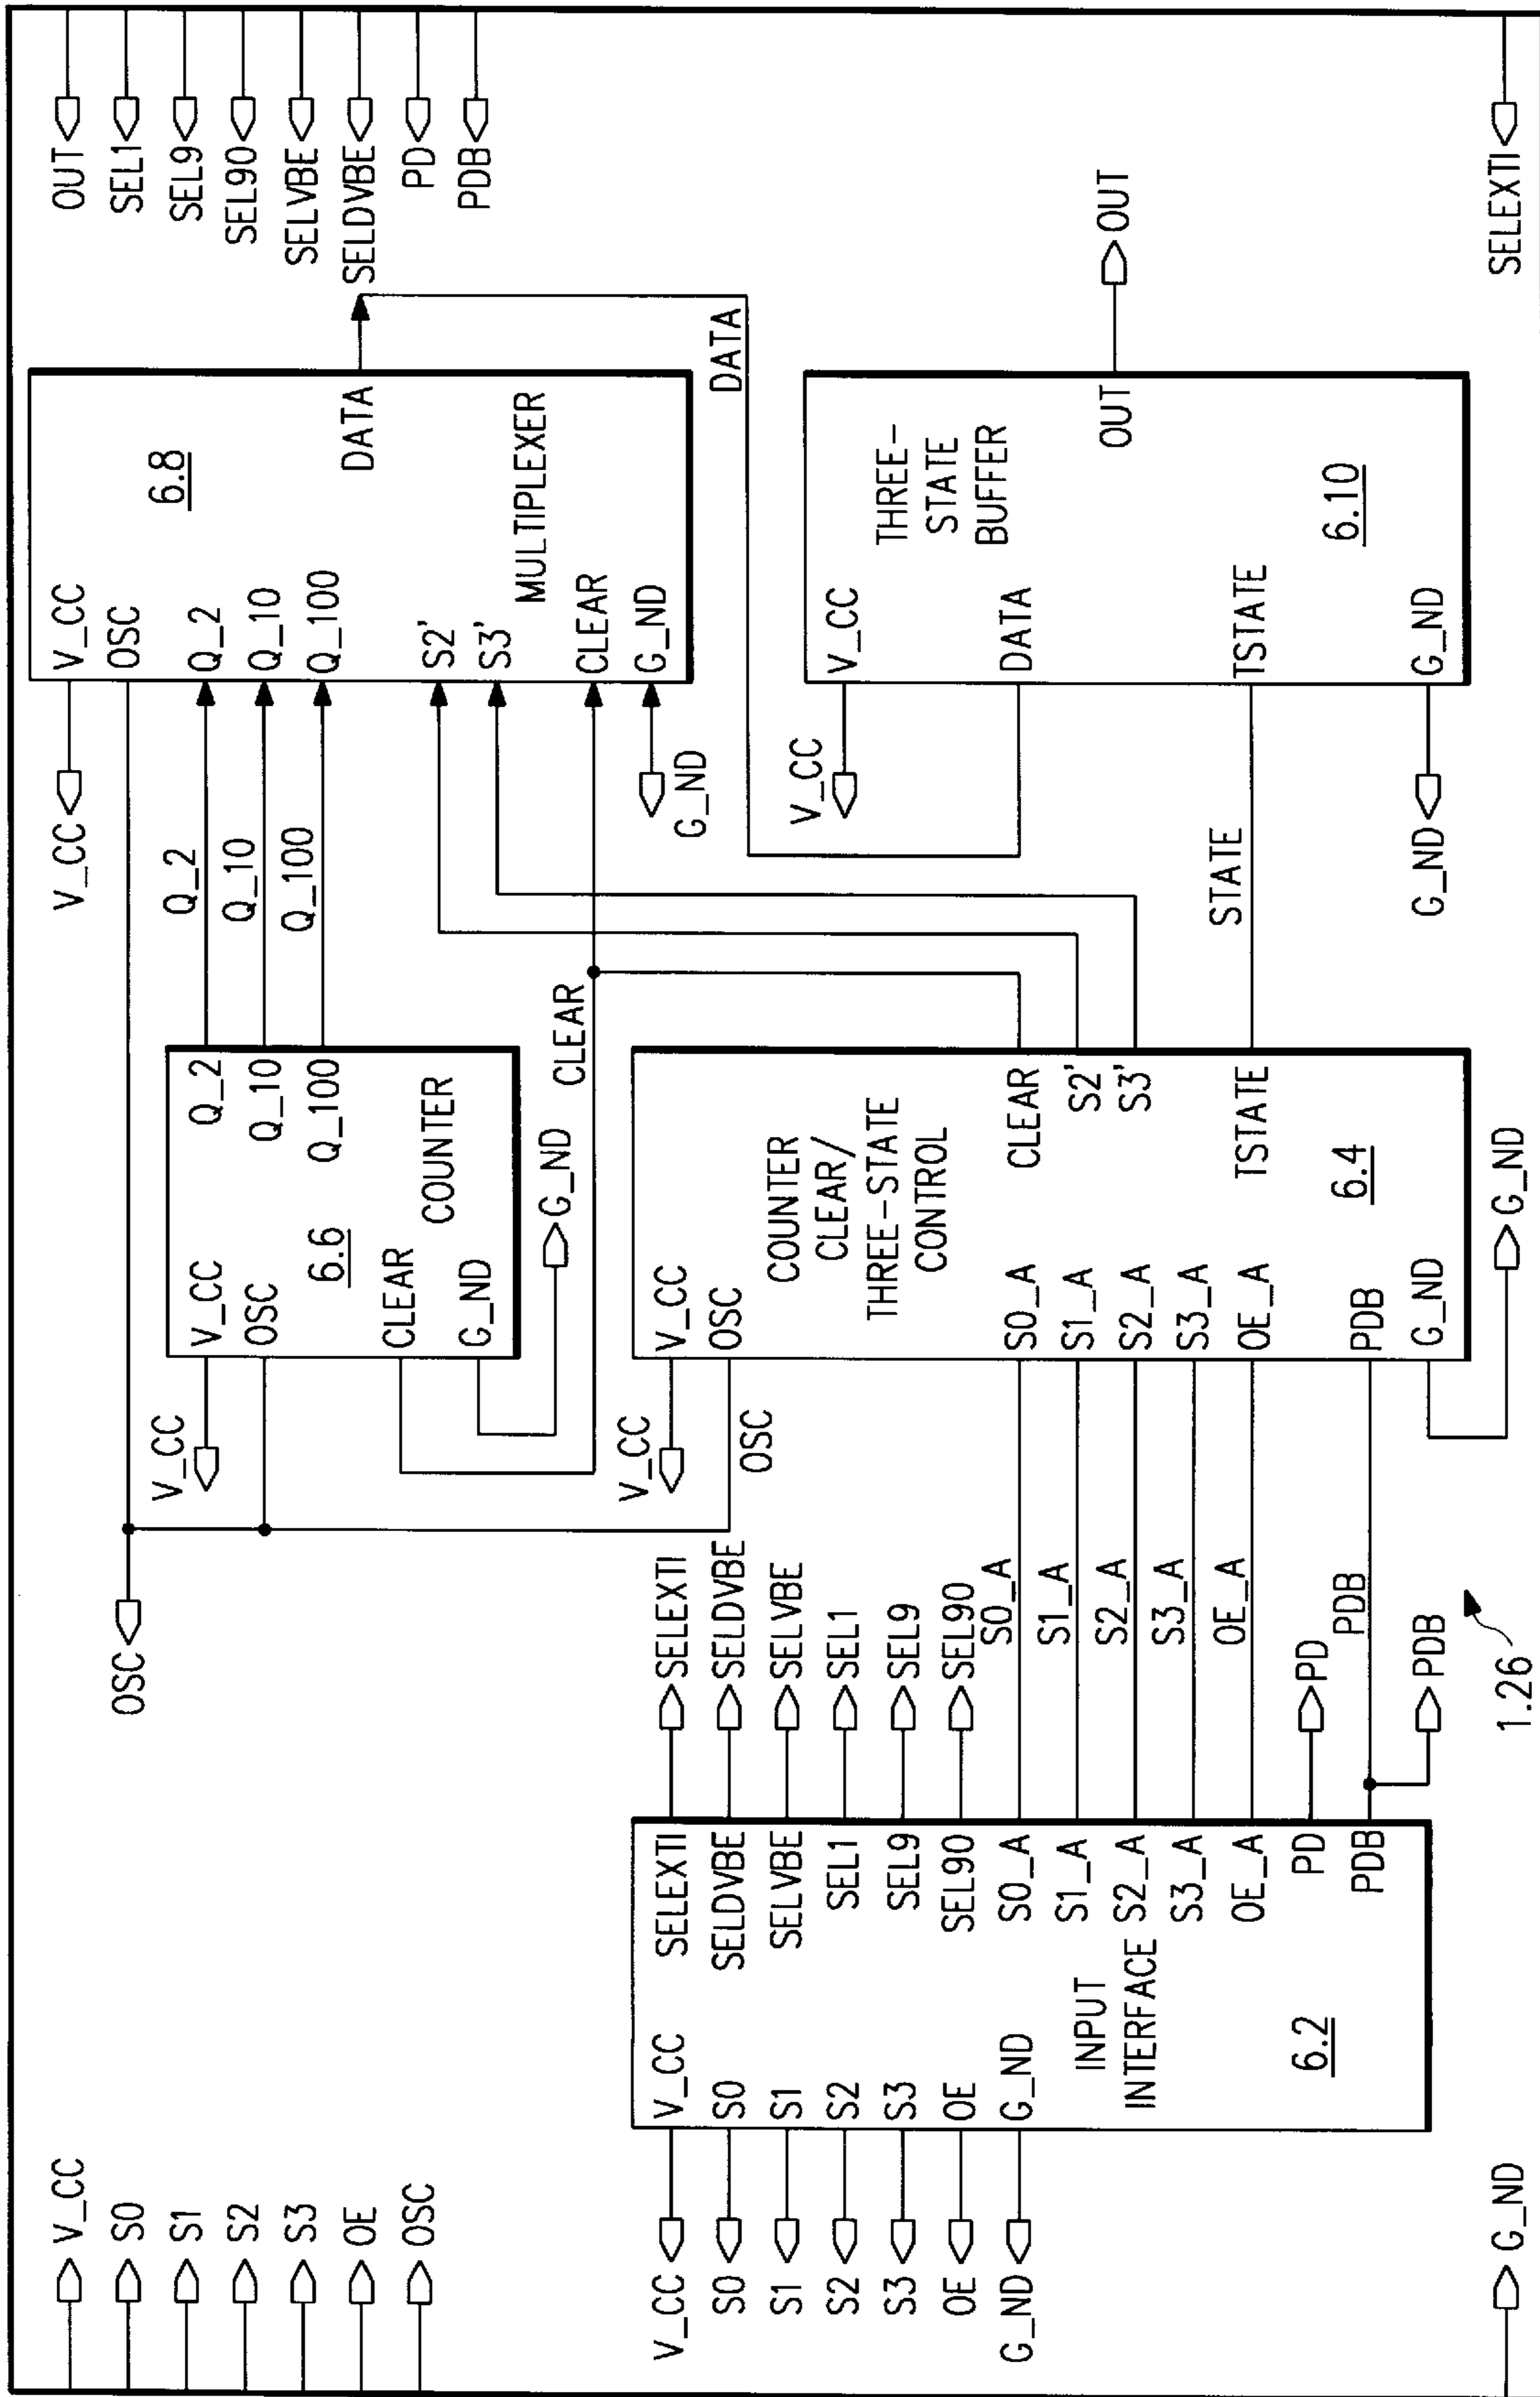 V_CC
S0
S1
S2
S3
OE
OSC
G_ND
V_CC
S0
S1
S2
S3
OE
G_ND
V_CC
S0
S1
S2
S3
OE
G_ND
INPUT
INTERFACE
6.2
SELEXTI
SELDVBE
SELVBE
SEL1
SEL9
SEL90
S0_A
S1_A
S2_A
S3_A
OE_A
PD
PDB
SELEXTI
SELDVBE
SELVBE
SEL1
SEL9
SEL90
S0_A
S1_A
S2_A
S3_A
OE_A
PD
PDB
PDB
1.26
OSC
V_CC
V_CC
OSC
6.6
CLEAR
G_ND
COUNTER
Q_2
Q_10
Q_100
G_ND
CLEAR
V_CC
OSC
V_CC
OSC
COUNTER
CLEAR/
THREE-STATE
CONTROL
S0_A
S1_A
S2_A
S3_A
OE_A
PDB
G_ND
CLEAR
S2'
S3'
TSTATE
6.4
G_ND
Q_2
Q_10
Q_100
V_CC
V_CC
OSC
Q_2
Q_10
Q_100
S2'
S3'
CLEAR
G_ND
G_ND
6.8
DATA
MULTIPLEXER
DATA
STATE
V_CC
V_CC
DATA
TSTATE
G_ND
G_ND
THREE-
STATE
BUFFER
OUT
6.10
OUT
OUT
SEL1
SEL9
SEL90
SELVBE
SELDVBE
PD
PDB
SELEXTI